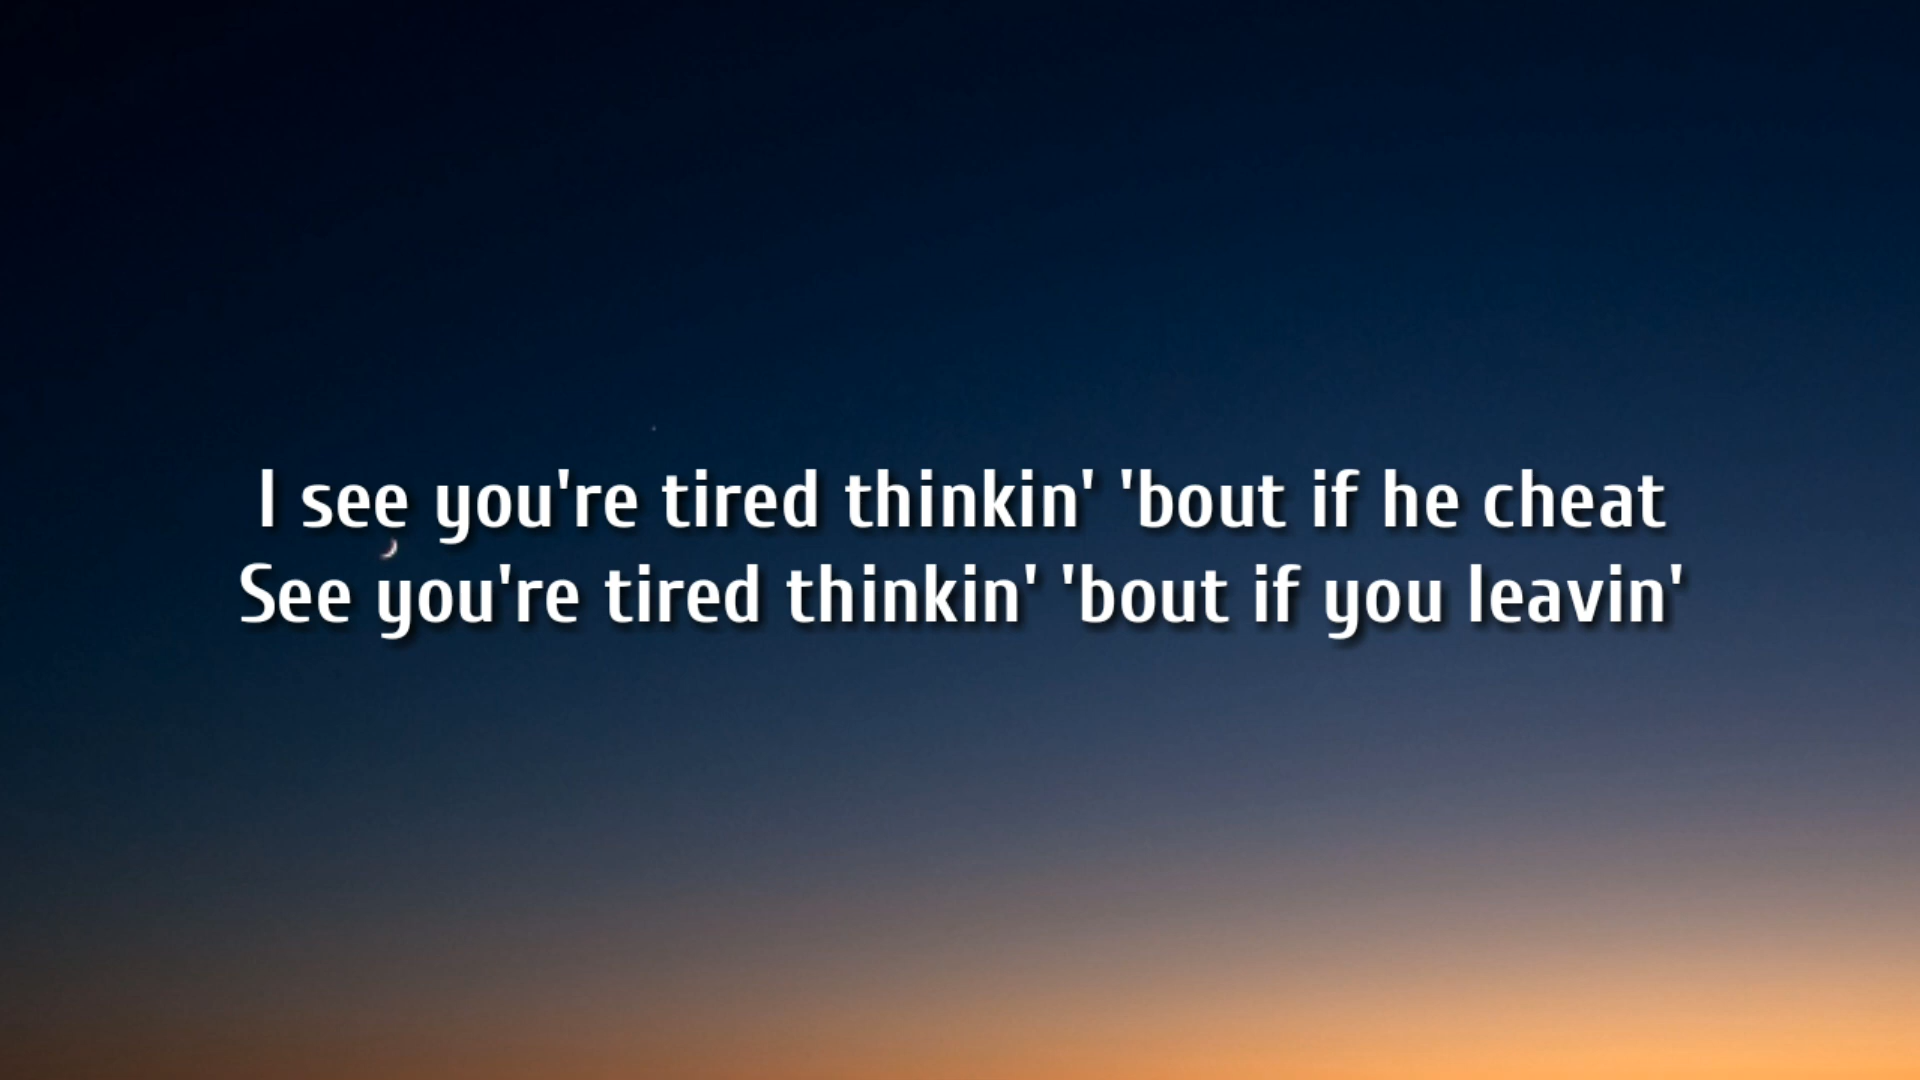 I see you're tired thinkin' 'bout if he cheat
See you're tired thinkin' 'bout if you leavin'